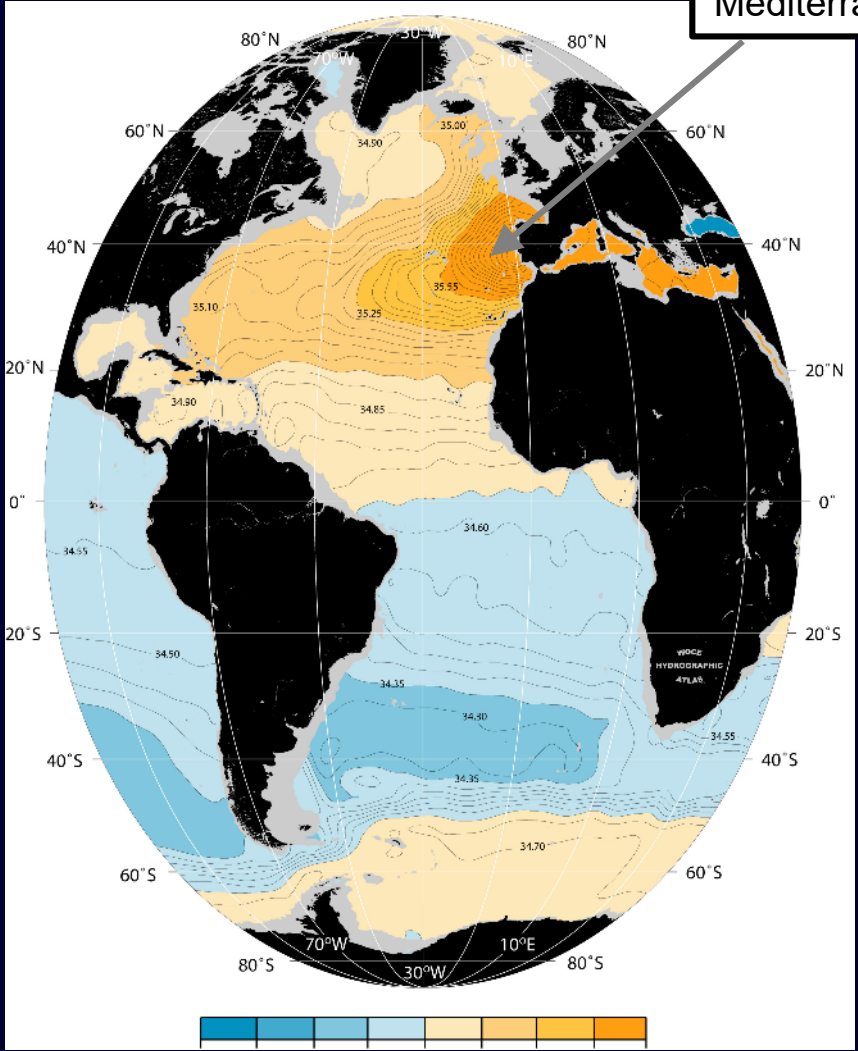 Mediterra
30°W
80°N
80°N
70°W
10°E
60°N
60°N
35.00
34.90
40°N
40°N
35.55
35.10
35.25
20°N
20°N
34.90
34.85
0°
0°
34.60
34.55
20°S
20°S
34.50
WOCE
HYDROGRAPHIC
ATLAS
34.35
34.30
34.55
40°S
40°S
34.35
34.70
60°S
60°S
70°W
10°E
80°S
80°S
30°W